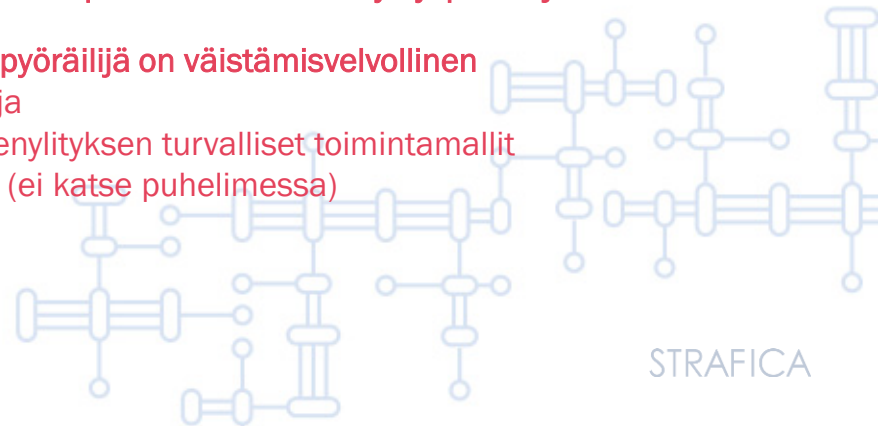 pyöräilijä on väistämisvelvollinen
ja
enylityksen turvalliset toimintamallit
(ei katse puhelimessa)
STRAFICA